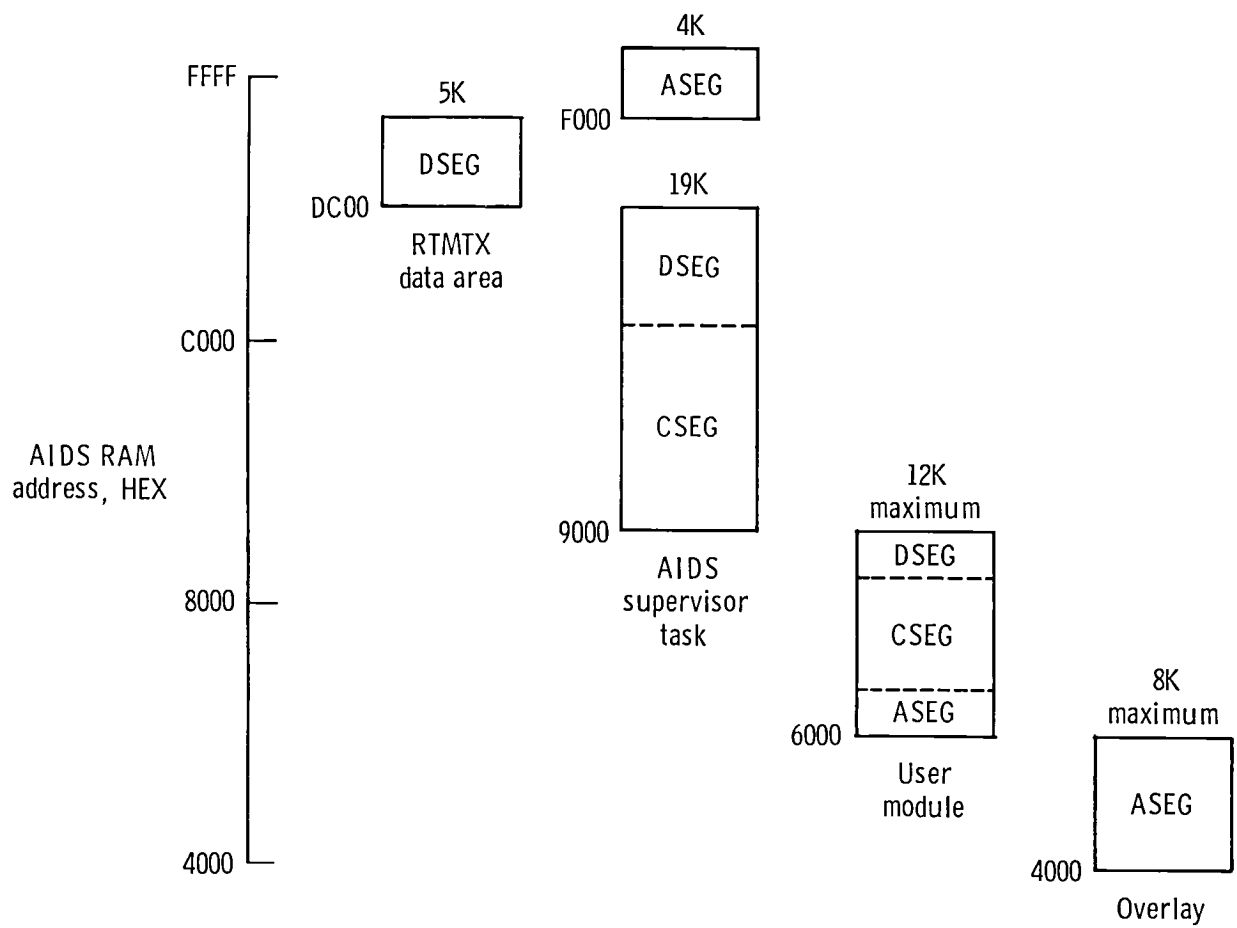 4K
FFFF
ASEG
5K
F000
DSEG
19K
DC00
RTMTX
data area
DSEG
C000
CSEG
AIDS RAM
address, HEX
12K
maximum
9000
DSEG
AIDS
supervisor
task
8000
CSEG
8K
maximum
ASEG
6000
User
module
ASEG
4000
4000
Overlay